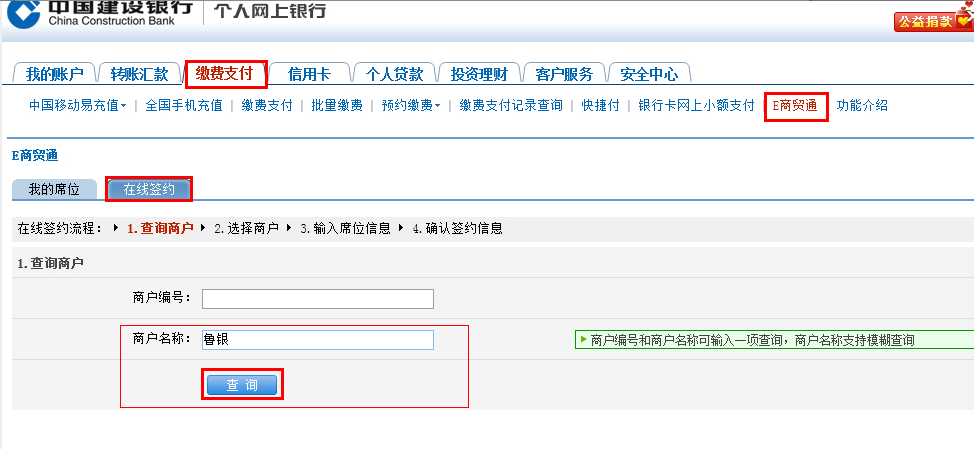 中国建设银行 个人网上银行
China Construction Bank
公益捐款
我的账户 转账汇款 缴费支付 信用卡 个人贷款 投资理财 客户服务 安全中心
中国移动易充值 | 全国手机充值 | 缴费支付 | 批量缴费 | 预约缴费 | 缴费支付记录查询 | 快捷付 | 银行卡网上小额支付 | E商贸通 功能介绍
E商贸通
我的席位 在线签约
在线签约流程： 1.查询商户 2.选择商户 3.输入席位信息 4.确认签约信息
1.查询商户
商户编号：
商户名称： 鲁银
商户编号和商户名称可输入一项查询，商户名称支持模糊查询
查 询